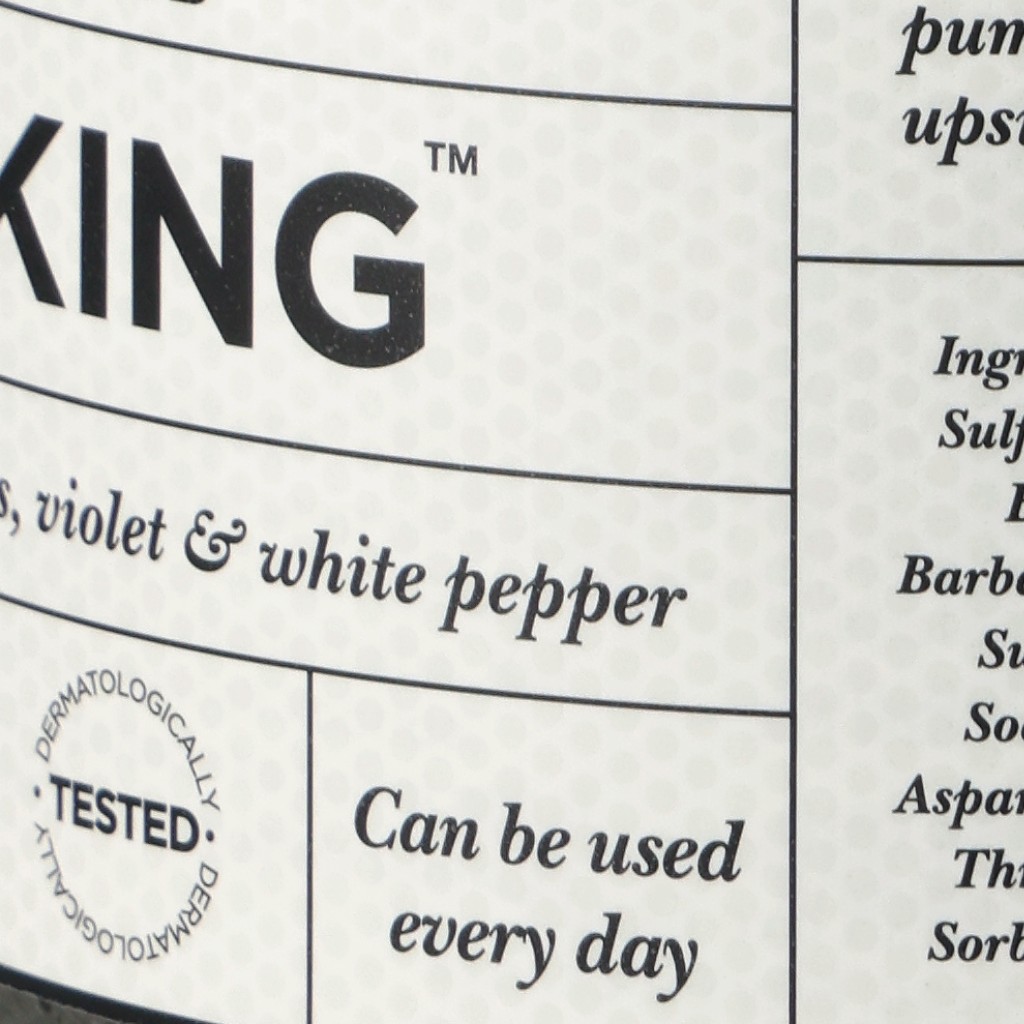 KING™
violet & white pepper
DERMATOLOGICALLY
· TESTED ·
DERMATOLOGICALLY
Can be used
every day
pum
ups
Ingr
Sulf
Barb
Su
So
Aspar
Th
Sorb